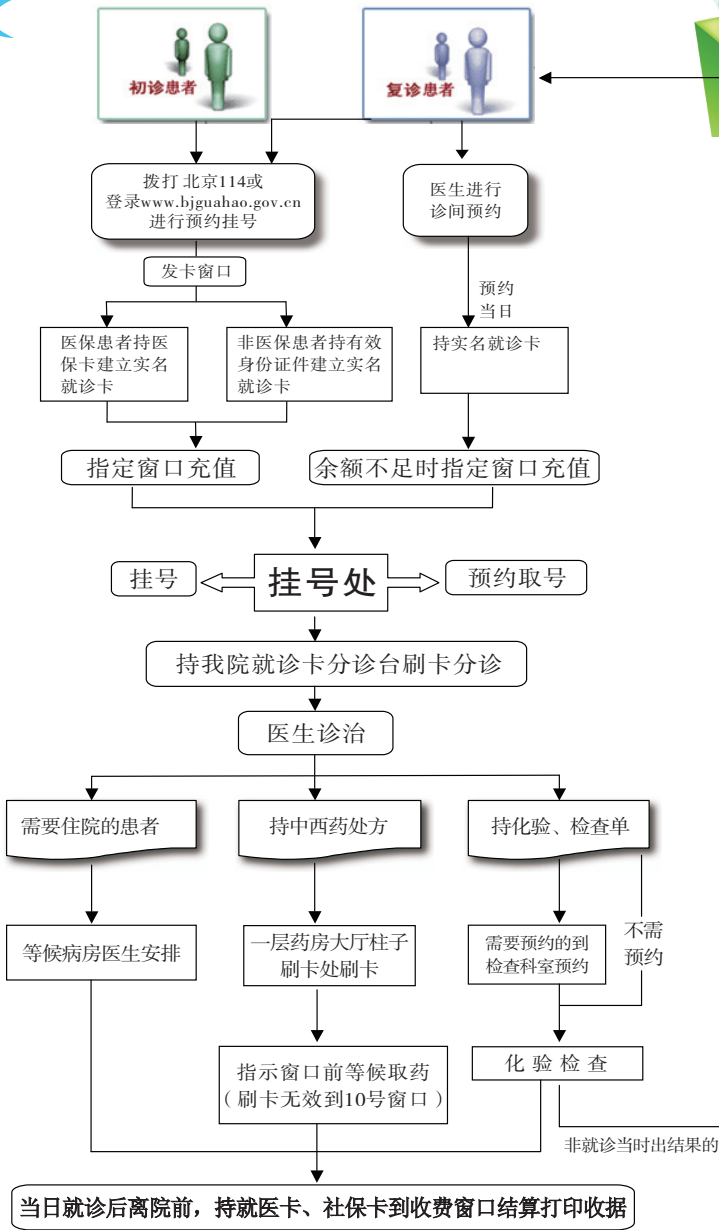 初诊患者
复诊患者
拨打 北京114或
登录www.bjguahao.gov.cn
进行预约挂号
医生进行
诊间预约
发卡窗口
预约
当日
医保患者持医
保卡建立实名
就诊卡
非医保患者持有效
身份证件建立实名
就诊卡
持实名就诊卡
指定窗口充值
余额不足时指定窗口充值
挂号
挂号处
预约取号
持我院就诊卡分诊台刷卡分诊
医生诊治
需要住院的患者
持中西药处方
持化验、检查单
等候病房医生安排
一层药房大厅柱子
刷卡处刷卡
需要预约的到
检查科室预约
不需
预约
指示窗口前等候取药
（刷卡无效到10号窗口）
化验检查
非就诊当时出结果的
当日就诊后离院前，持就医卡、社保卡到收费窗口结算打印收据